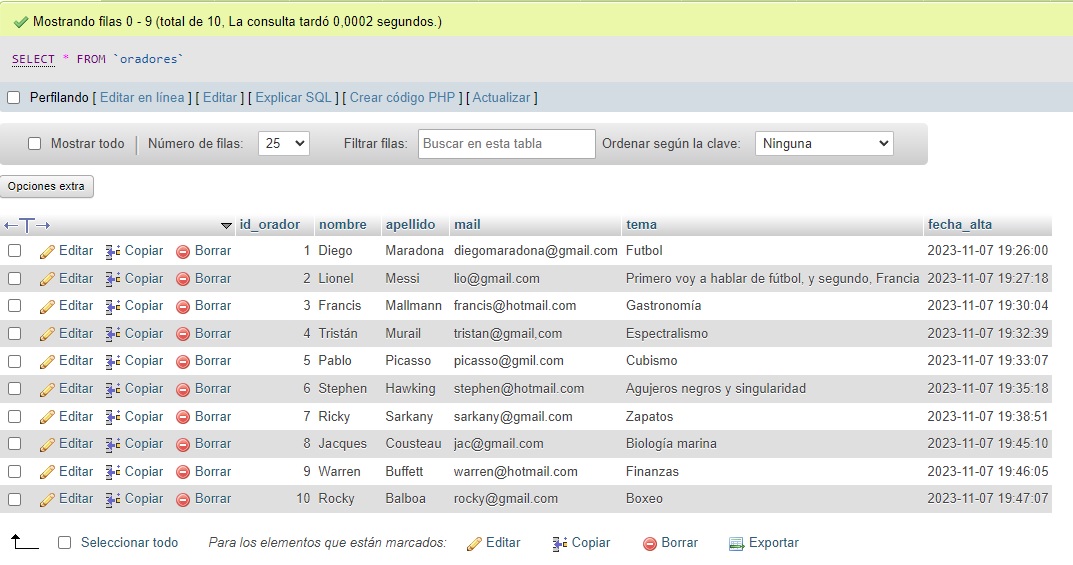 Mostrando filas 0 - 9 (total de 10, La consulta tardó 0,0002 segundos.)
SELECT * FROM `oradores`
Perfilando [ Editar en línea ] [ Editar ] [ Explicar SQL ] [ Crear código PHP ] [ Actualizar ]
Mostrar todo | Número de filas: 25 Filtrar filas: Buscar en esta tabla Ordenar según la clave: Ninguna
Opciones extra
←T→ id_orador nombre apellido mail tema fecha_alta
Editar Copiar Borrar 1 Diego Maradona diegomaradona@gmail.com Futbol 2023-11-07 19:26:00
Editar Copiar Borrar 2 Lionel Messi lio@gmail.com Primero voy a hablar de fútbol, y segundo, Francia 2023-11-07 19:27:18
Editar Copiar Borrar 3 Francis Mallmann francis@hotmail.com Gastronomía 2023-11-07 19:30:04
Editar Copiar Borrar 4 Tristán Murail tristan@gmail,com Espectralismo 2023-11-07 19:32:39
Editar Copiar Borrar 5 Pablo Picasso picasso@gmil.com Cubismo 2023-11-07 19:33:07
Editar Copiar Borrar 6 Stephen Hawking stephen@hotmail.com Agujeros negros y singularidad 2023-11-07 19:35:18
Editar Copiar Borrar 7 Ricky Sarkany sarkany@gmail.com Zapatos 2023-11-07 19:38:51
Editar Copiar Borrar 8 Jacques Cousteau jac@gmail.com Biología marina 2023-11-07 19:45:10
Editar Copiar Borrar 9 Warren Buffett warren@hotmail.com Finanzas 2023-11-07 19:46:05
Editar Copiar Borrar 10 Rocky Balboa rocky@gmail.com Boxeo 2023-11-07 19:47:07
Seleccionar todo Para los elementos que están marcados: Editar Copiar Borrar Exportar